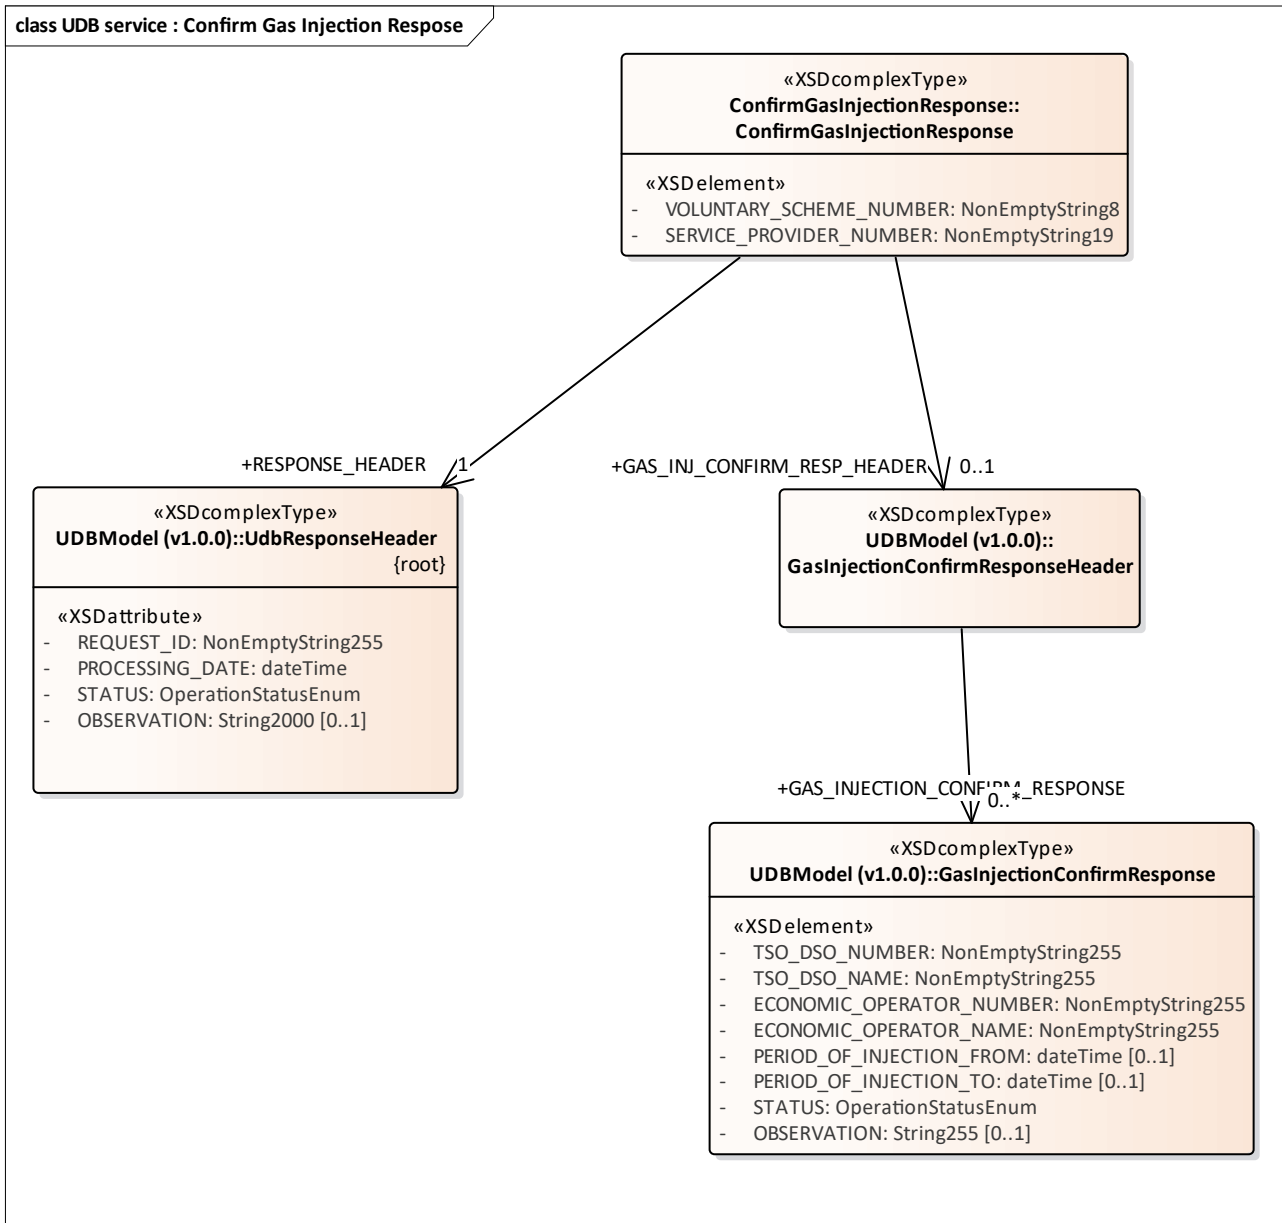 class UDB service : Confirm Gas Injection Respose
«XSDcomplexType»
ConfirmGasInjectionResponse::
ConfirmGasInjectionResponse
«XSDelement»
- VOLUNTARY_SCHEME_NUMBER: NonEmptyString8
- SERVICE_PROVIDER_NUMBER: NonEmptyString19
+RESPONSE_HEADER 1
+GAS_INJ_CONFIRM_RESP_HEADER 0..1
«XSDcomplexType»
UDBModel (v1.0.0)::UdbResponseHeader
{root}
«XSDattribute»
- REQUEST_ID: NonEmptyString255
- PROCESSING_DATE: dateTime
- STATUS: OperationStatusEnum
- OBSERVATION: String2000 [0..1]
«XSDcomplexType»
UDBModel (v1.0.0)::
GasInjectionConfirmResponseHeader
+GAS_INJECTION_CONFIRM_RESPONSE
0..*
«XSDcomplexType»
UDBModel (v1.0.0)::GasInjectionConfirmResponse
«XSDelement»
- TSO_DSO_NUMBER: NonEmptyString255
- TSO_DSO_NAME: NonEmptyString255
- ECONOMIC_OPERATOR_NUMBER: NonEmptyString255
- ECONOMIC_OPERATOR_NAME: NonEmptyString255
- PERIOD_OF_INJECTION_FROM: dateTime [0..1]
- PERIOD_OF_INJECTION_TO: dateTime [0..1]
- STATUS: OperationStatusEnum
- OBSERVATION: String255 [0..1]